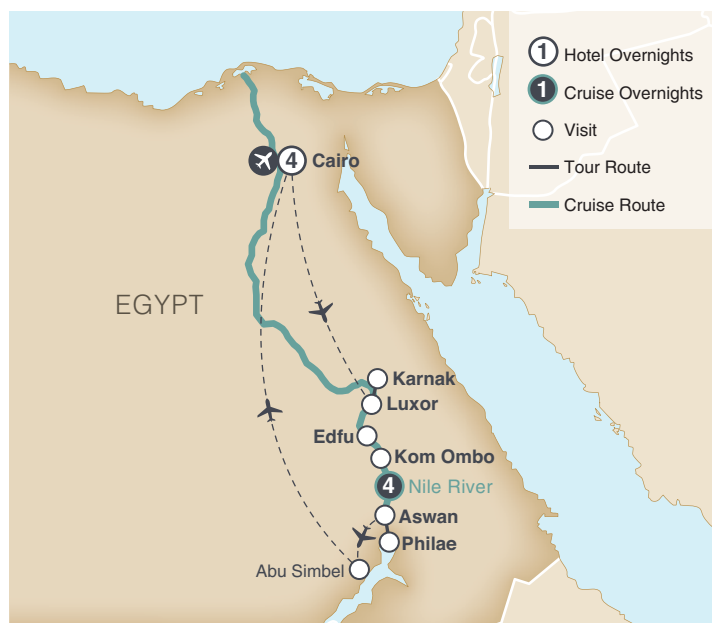 1 Hotel Overnights
1 Cruise Overnights
Visit
Tour Route
Cruise Route
4 Cairo
EGYPT
Karnak
Luxor
Edfu
Kom Ombo
4 Nile River
Aswan
Philae
Abu Simbel